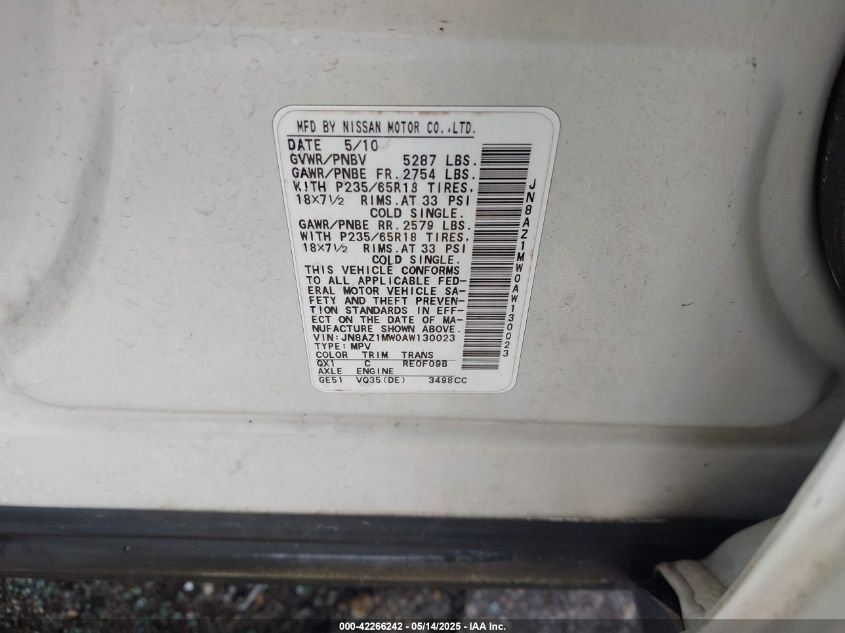 MFD BY NISSAN MOTOR CO.,LTD.
DATE 5/10
GVWR/PNBV 5287 LBS.
GAWR/PNBE FR. 2754 LBS.
WITH P235/65R18 TIRES.
18×7½ RIMS.AT 33 PSI
COLD SINGLE.
GAWR/PNBE RR. 2579 LBS.
WITH P235/65R18 TIRES.
18×7½ RIMS.AT 33 PSI
COLD SINGLE.
THIS VEHICLE CONFORMS
TO ALL APPLICABLE FED-
ERAL MOTOR VEHICLE SA-
FETY AND THEFT PREVEN-
TION STANDARDS IN EFF-
ECT ON THE DATE OF MA-
NUFACTURE SHOWN ABOVE.
VIN:JN8AZ1MW0AW130023
TYPE:MPV
COLOR TRIM TRANS
QX1 C RE0F09B
AXLE ENGINE
GE51 VQ35(DE) 3498CC
JN8AZ1MW0AW130023
000-42266242 - 05/14/2025 - IAA Inc.